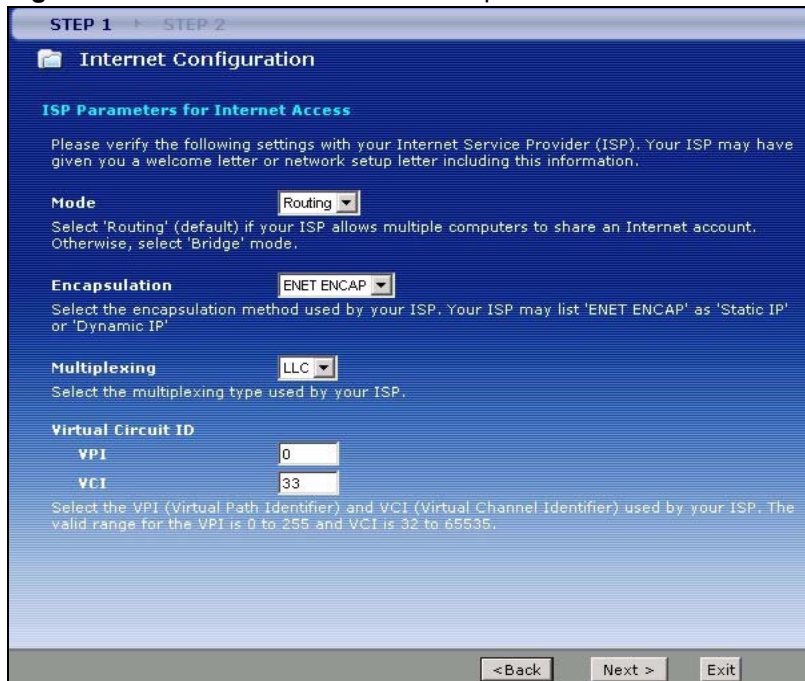 STEP 1 STEP 2
Internet Configuration
ISP Parameters for Internet Access
Please verify the following settings with your Internet Service Provider (ISP). Your ISP may have
given you a welcome letter or network setup letter including this information.
Mode Routing
Select 'Routing' (default) if your ISP allows multiple computers to share an Internet account.
Otherwise, select 'Bridge' mode.
Encapsulation ENET ENCAP
Select the encapsulation method used by your ISP. Your ISP may list 'ENET ENCAP' as 'Static IP'
or 'Dynamic IP'
Multiplexing LLC
Select the multiplexing type used by your ISP.
Virtual Circuit ID
VPI 0
VCI 33
Select the VPI (Virtual Path Identifier) and VCI (Virtual Channel Identifier) used by your ISP. The
valid range for the VPI is 0 to 255 and VCI is 32 to 65535.
<Back Next > Exit